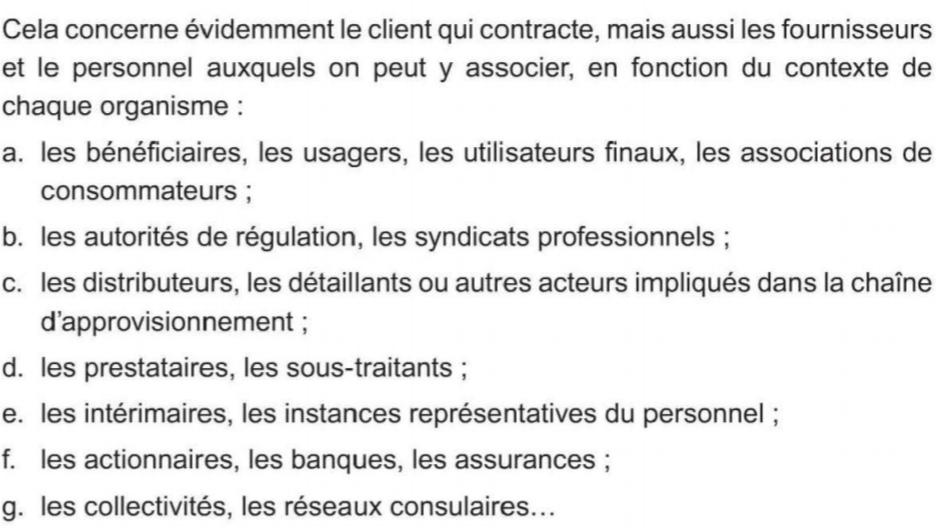 Cela concerne évidemment le client qui contracte, mais aussi les fournisseurs
et le personnel auxquels on peut y associer, en fonction du contexte de
chaque organisme :
a. les bénéficiaires, les usagers, les utilisateurs finaux, les associations de
consommateurs ;
b. les autorités de régulation, les syndicats professionnels ;
c. les distributeurs, les détaillants ou autres acteurs impliqués dans la chaîne
d’approvisionnement ;
d. les prestataires, les sous-traitants ;
e. les intérimaires, les instances représentatives du personnel ;
f. les actionnaires, les banques, les assurances ;
g. les collectivités, les réseaux consulaires…